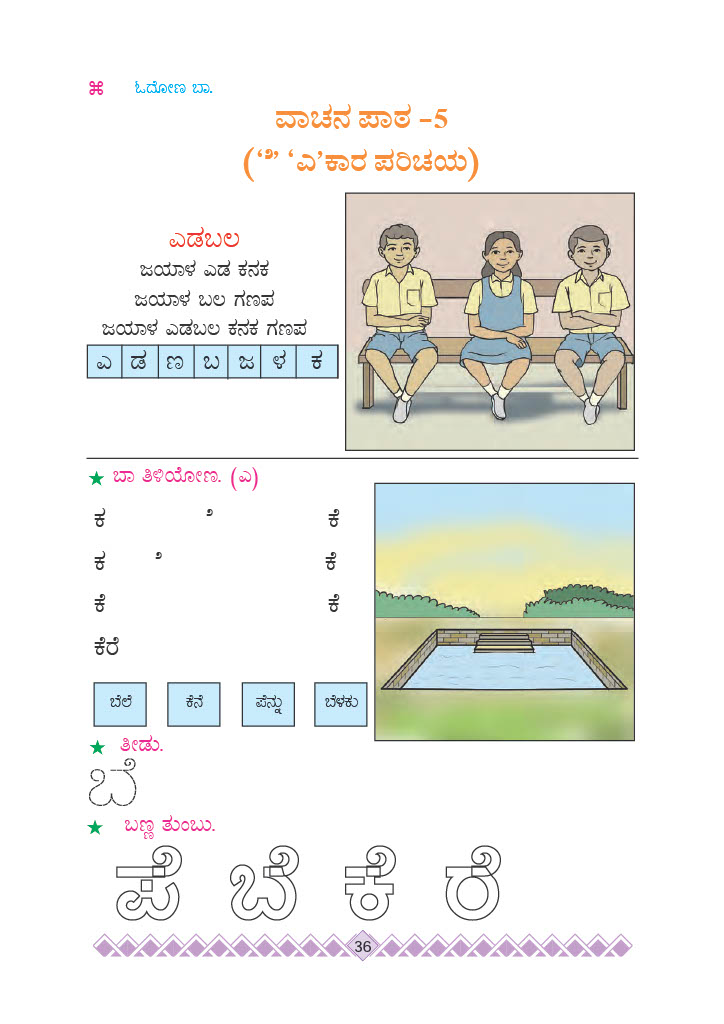 ಓದೋಣ ಬಾ.
ವಾಚನ ಪಾಠ -5
(‘ೆ’ ‘ಎ’ಕಾರ ಪರಿಚಯ)
ಎಡಬಲ
ಜಯಾಳ ಎಡ ಕನಕ
ಜಯಾಳ ಬಲ ಗಣಪ
ಜಯಾಳ ಎಡಬಲ ಕನಕ ಗಣಪ
ಎ ಡ ಣ ಬ ಜ ಳ ಕ
ಬಾ ತಿಳಿಯೋಣ. (ಎ)
ಕ ೆ ಕೆ
ಕ ೆ ಕೆ
ಕೆ ಕೆ
ಕೆರೆ
ಬೆಲೆ ಕೆನೆ ಪೆನ್ನು ಬೆಳಕು
ತೀಡು.
ಬೆ
ಬಣ್ಣ ತುಂಬು.
ಪೆ ಬೆ ಕೆ ರೆ
36